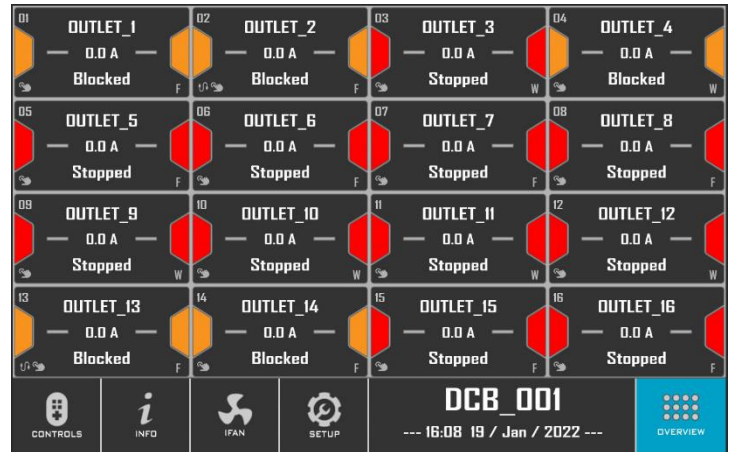 01 OUTLET_1
0.0 A
Blocked
F
02 OUTLET_2
0.0 A
Blocked
F
03 OUTLET_3
0.0 A
Stopped
W
04 OUTLET_4
0.0 A
Blocked
W
05 OUTLET_5
0.0 A
Stopped
F
06 OUTLET_6
0.0 A
Stopped
F
07 OUTLET_7
0.0 A
Stopped
F
08 OUTLET_8
0.0 A
Stopped
F
09 OUTLET_9
0.0 A
Stopped
W
10 OUTLET_10
0.0 A
Stopped
W
11 OUTLET_11
0.0 A
Stopped
W
12 OUTLET_12
0.0 A
Stopped
W
13 OUTLET_13
0.0 A
Blocked
F
14 OUTLET_14
0.0 A
Blocked
F
15 OUTLET_15
0.0 A
Stopped
F
16 OUTLET_16
0.0 A
Stopped
F
CONTROLS
i
INFO
IFAN
SETUP
DCB_001
--- 16:08 19 / Jan / 2022 ---
OVERVIEW